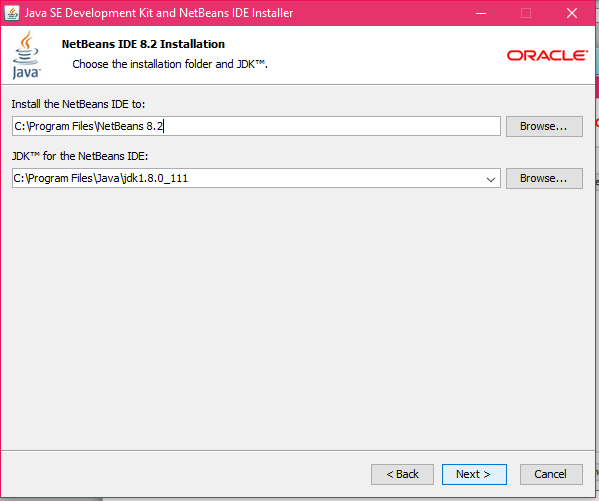 Java SE Development Kit and NetBeans IDE Installer
NetBeans IDE 8.2 Installation
Choose the installation folder and JDK™.
Java™
ORACLE®
Install the NetBeans IDE to:
C:\Program Files\NetBeans 8.2
Browse...
JDK™ for the NetBeans IDE:
C:\Program Files\Java\jdk1.8.0_111
Browse...
< Back
Next >
Cancel